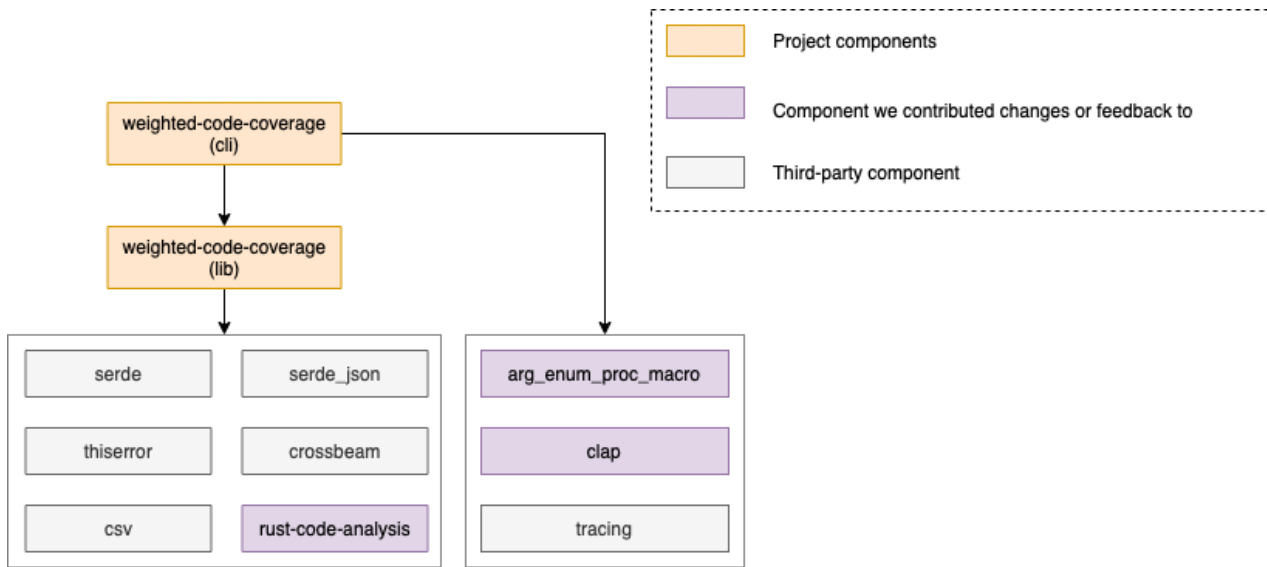 Project components
Component we contributed changes or feedback to
Third-party component
weighted-code-coverage
(cli)
weighted-code-coverage
(lib)
serde
serde_json
thiserror
crossbeam
csv
rust-code-analysis
arg_enum_proc_macro
clap
tracing